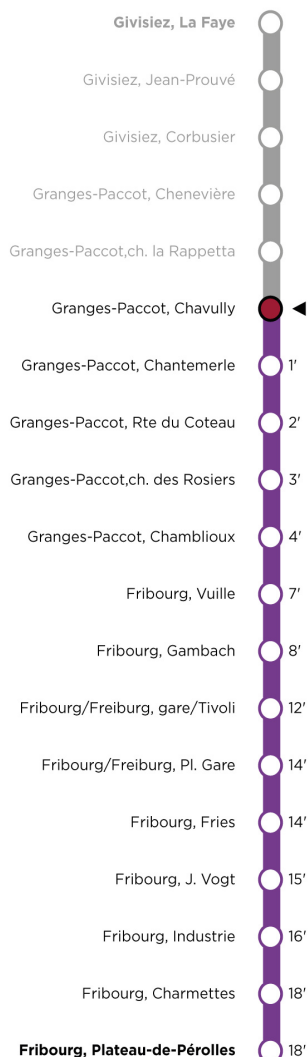 Givisiez, La Faye
Givisiez, Jean-Prouvé
Givisiez, Corbusier
Granges-Paccot, Chenevière
Granges-Paccot,ch. la Rappetta
Granges-Paccot, Chavully
Granges-Paccot, Chantemerle 1'
Granges-Paccot, Rte du Coteau 2'
Granges-Paccot,ch. des Rosiers 3'
Granges-Paccot, Chamblioux 4'
Fribourg, Vuille 7'
Fribourg, Gambach 8'
Fribourg/Freiburg, gare/Tivoli 12'
Fribourg/Freiburg, Pl. Gare 14'
Fribourg, Fries 14'
Fribourg, J. Vogt 15'
Fribourg, Industrie 16'
Fribourg, Charmettes 18'
Fribourg, Plateau-de-Pérolles 18'